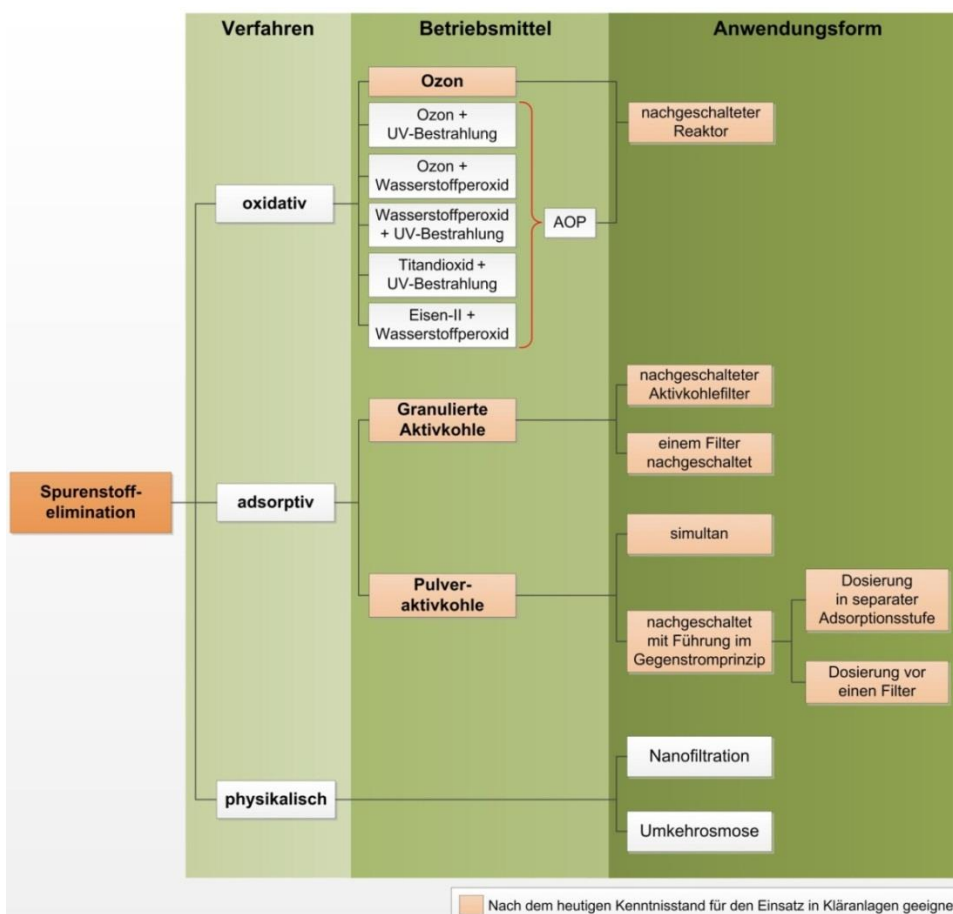 Verfahren
Betriebsmittel
Anwendungsform
Ozon
Ozon +
UV-Bestrahlung
Ozon +
Wasserstoffperoxid
Wasserstoffperoxid
+ UV-Bestrahlung
Titandioxid +
UV-Bestrahlung
Eisen-II +
Wasserstoffperoxid
AOP
nachgeschalteter
Reaktor
oxidativ
nachgeschalteter
Aktivkohlefilter
Granulierte
Aktivkohle
einem Filter
nachgeschaltet
Spurenstoff-
elimination
adsorptiv
simultan
Pulver-
aktivkohle
nachgeschaltet
mit Führung im
Gegenstromprinzip
Dosierung
in separater
Adsorptionsstufe
Dosierung vor
einen Filter
physikalisch
Nanofiltration
Umkehrosmose
Nach dem heutigen Kenntnisstand für den Einsatz in Kläranlagen geeigne